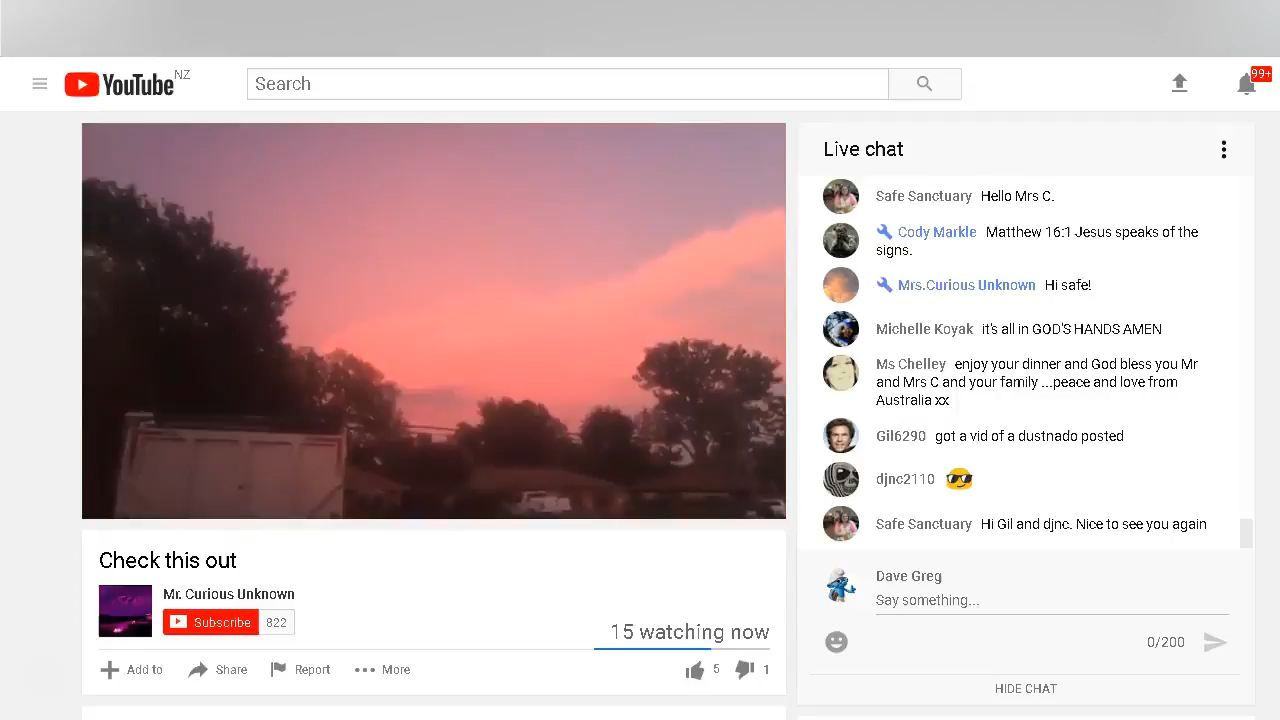 YouTube NZ
Search
99+
Live chat
Safe Sanctuary Hello Mrs C.
Cody Markle Matthew 16:1 Jesus speaks of the
signs.
Mrs.Curious Unknown Hi safe!
Michelle Koyak it's all in GOD'S HANDS AMEN
Ms Chelley enjoy your dinner and God bless you Mr
and Mrs C and your family ...peace and love from
Australia xx
Gil6290 got a vid of a dustnado posted
djnc2110
Safe Sanctuary Hi Gil and djnc. Nice to see you again
Dave Greg
Say something...
0/200
HIDE CHAT
Check this out
Mr. Curious Unknown
Subscribe 822
15 watching now
Add to Share Report More 5 1